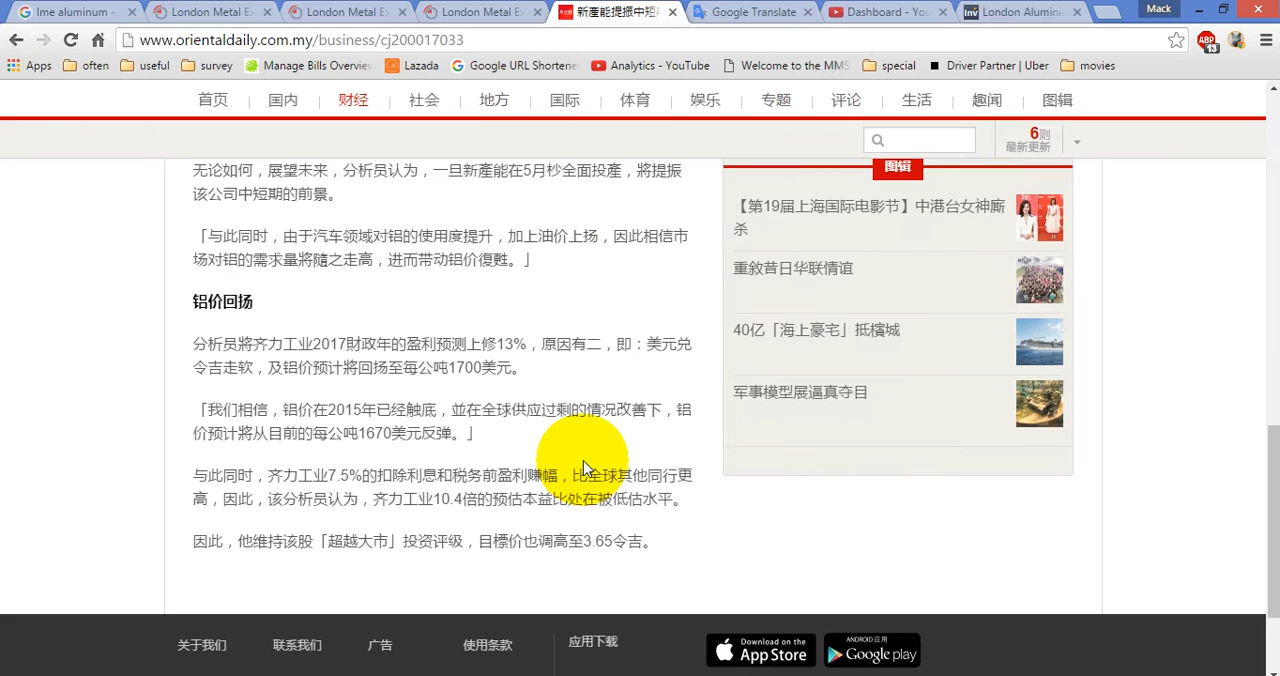 lme aluminum -
London Metal Ex
London Metal Ex
London Metal Ex
新產能提振中短
Google Translate
Dashboard - You
London Alumini
Mack
www.orientaldaily.com.my/business/cj200017033
ABP
13
Apps
often
useful
survey
Manage Bills Overvie
Lazada
Google URL Shortene
Analytics - YouTube
Welcome to the MMS
special
Driver Partner | Uber
movies
首页 | 国内 | 财经 | 社会 | 地方 | 国际 | 体育 | 娱乐 | 专题 | 评论 | 生活 | 趣闻 | 图辑
6则
最新更新
无论如何，展望未来，分析员认为，一旦新產能在5月杪全面投產，將提振
该公司中短期的前景。
「与此同时，由于汽车领域对铝的使用度提升，加上油价上扬，因此相信市
场对铝的需求量將隨之走高，进而带动铝价復甦。」
铝价回扬
分析员將齐力工业2017财政年的盈利预测上修13%，原因有二，即：美元兑
令吉走软，及铝价预计將回扬至每公吨1700美元。
「我们相信，铝价在2015年已经触底，並在全球供应过剩的情况改善下，铝
价预计將从目前的每公吨1670美元反弹。」
与此同时，齐力工业7.5%的扣除利息和税务前盈利赚幅，比全球其他同行更
高，因此，该分析员认为，齐力工业10.4倍的预估本益比处在被低估水平。
因此，他维持该股「超越大市」投资评级，目標价也调高至3.65令吉。
图辑
【第19届上海国际电影节】中港台女神廝
杀
重敘昔日华联情谊
40亿「海上豪宅」抵檳城
军事模型展逼真夺目
关于我们
联系我们
广告
使用条款
应用下载
Download on the
App Store
ANDROID 应用
Google play